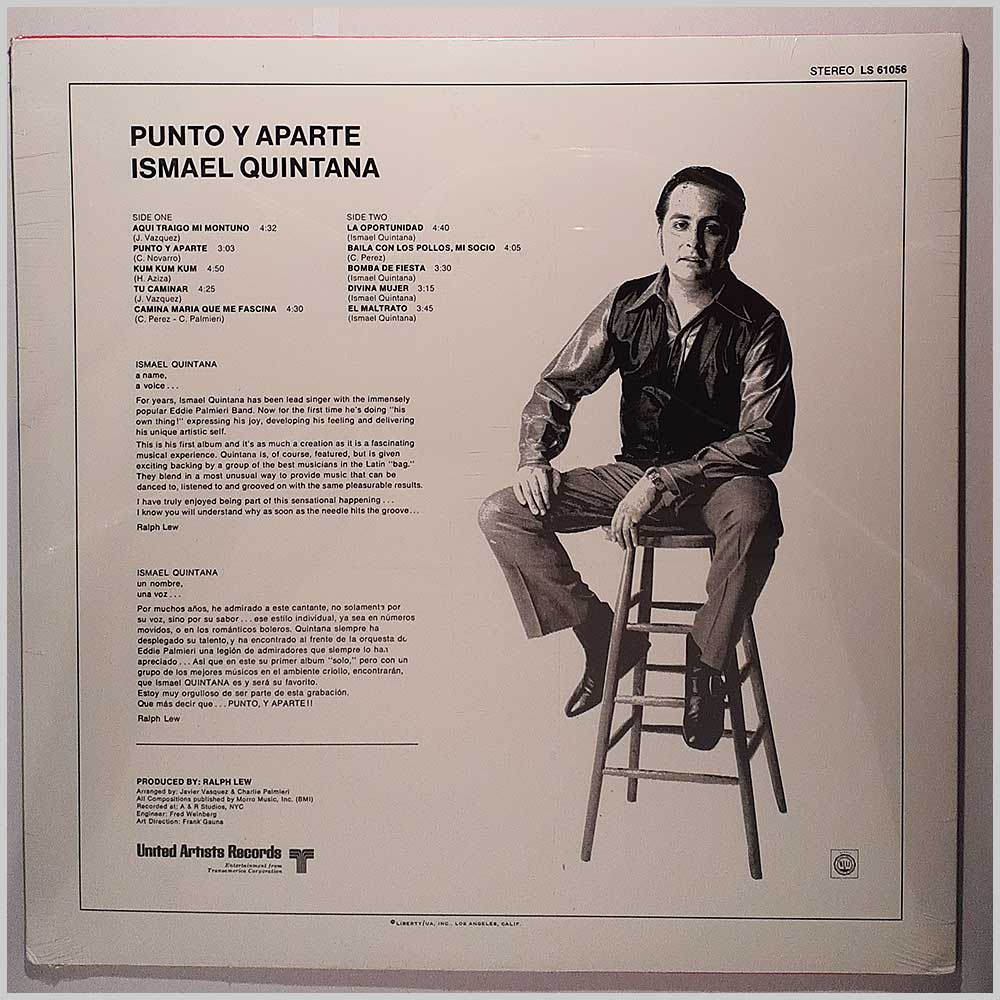 STEREO LS 61056
PUNTO Y APARTE
ISMAEL QUINTANA
SIDE ONE
AQUI TRAIGO MI MONTUNO 4:32
(J. Vazquez)
PUNTO Y APARTE 3:03
(C. Novarro)
KUM KUM KUM 4:50
(H. Aziza)
TU CAMINAR 4:25
(J. Vazquez)
CAMINA MARIA QUE ME FASCINA 4:30
(C. Perez - C. Palmieri)
SIDE TWO
LA OPORTUNIDAD 4:40
(Ismael Quintana)
BAILA CON LOS POLLOS, MI SOCIO 4:05
(C. Perez)
BOMBA DE FIESTA 3:30
(Ismael Quintana)
DIVINA MUJER 3:15
(Ismael Quintana)
EL MALTRATO 3:45
(Ismael Quintana)
ISMAEL QUINTANA
a name,
a voice . . .
For years, Ismael Quintana has been lead singer with the immensely
popular Eddie Palmieri Band. Now for the first time he's doing "his
own thing!" expressing his joy, developing his feeling and delivering
his unique artistic self.
This is his first album and it's as much a creation as it is a fascinating
musical experience. Quintana is, of course, featured, but is given
exciting backing by a group of the best musicians in the Latin "bag."
They blend in a most unusual way to provide music that can be
danced to, listened to and grooved on with the same pleasurable results.
I have truly enjoyed being part of this sensational happening . . .
I know you will understand why as soon as the needle hits the groove...
Ralph Lew
ISMAEL QUINTANA
un nombre,
una voz . . .
Por muchos años, he admirado a este cantante, no solamente por
su voz, sino por su sabor . . . ese estilo individual, ya sea en números
movidos, o en los románticos boleros. Quintana siempre ha
desplegado su talento, y ha encontrado al frente de la orquesta de
Eddie Palmieri una legión de admiradores que siempre lo han
apreciado . . . Asi que en este su primer album "solo," pero con un
grupo de los mejores músicos en el ambiente criollo, encontrarán,
que Ismael QUINTANA es y será su favorito.
Estoy muy orgulloso de ser parte de esta grabación.
Que más decir que . . . PUNTO, Y APARTE!!
Ralph Lew
PRODUCED BY: RALPH LEW
Arranged by: Javier Vasquez & Charlie Palmieri
All Compositions published by Morro Music, Inc. (BMI)
Recorded at: A & R Studios, NYC
Engineer: Fred Weinberg
Art Direction: Frank Gauna
United Artists Records
Entertainment from
Transamerica Corporation
© LIBERTY/UA, INC., LOS ANGELES, CALIF.